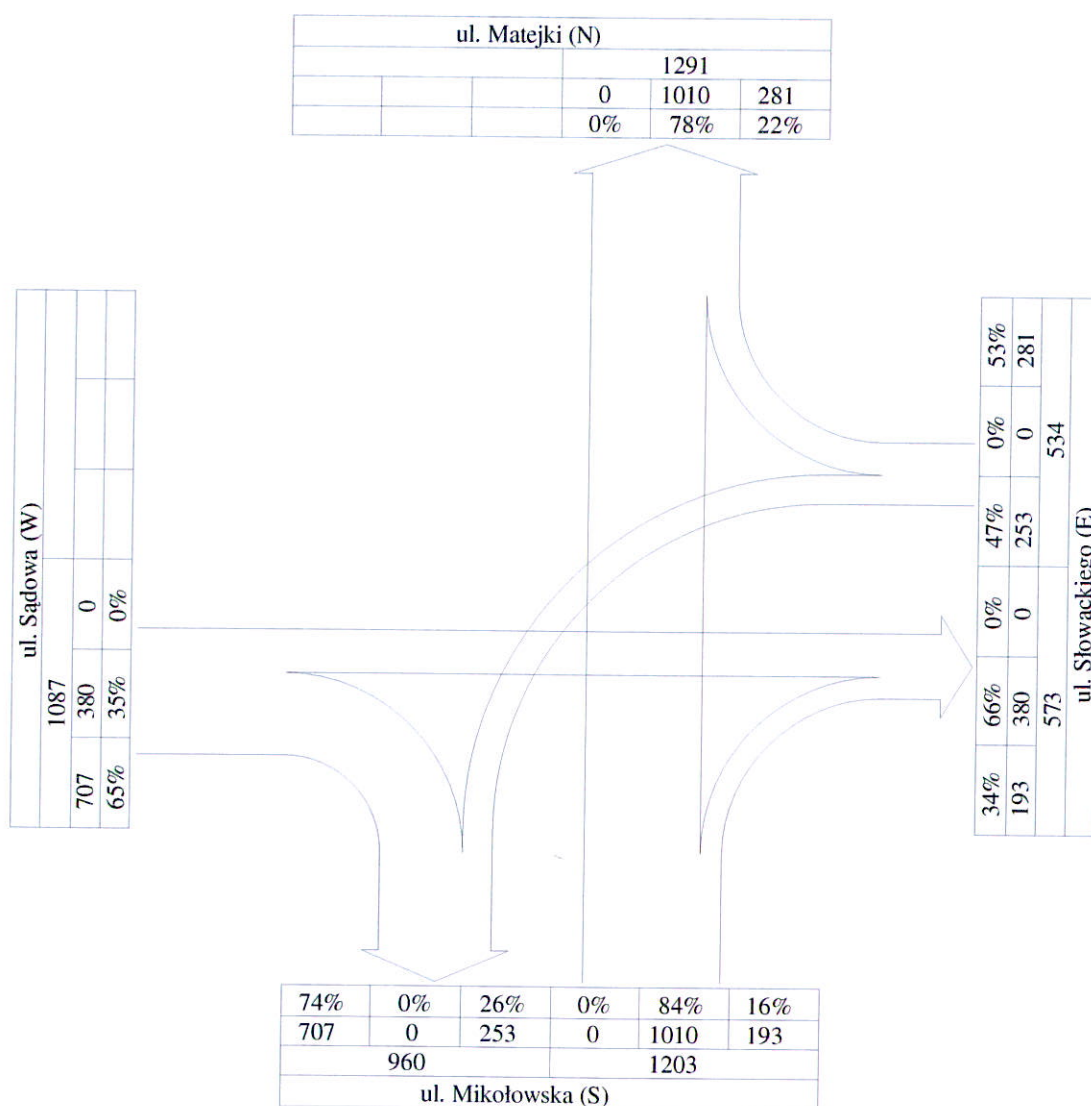 ul. Matejki (N)
1291
0 1010 281
0% 78% 22%
ul. Sądowa (W)
1087
707 380 0
65% 35% 0%
53% 0% 47% 0% 66% 34%
281 0 253 0 380 193
534 573
ul. Słowackiego (E)
74% 0% 26% 0% 84% 16%
707 0 253 0 1010 193
960 1203
ul. Mikołowska (S)